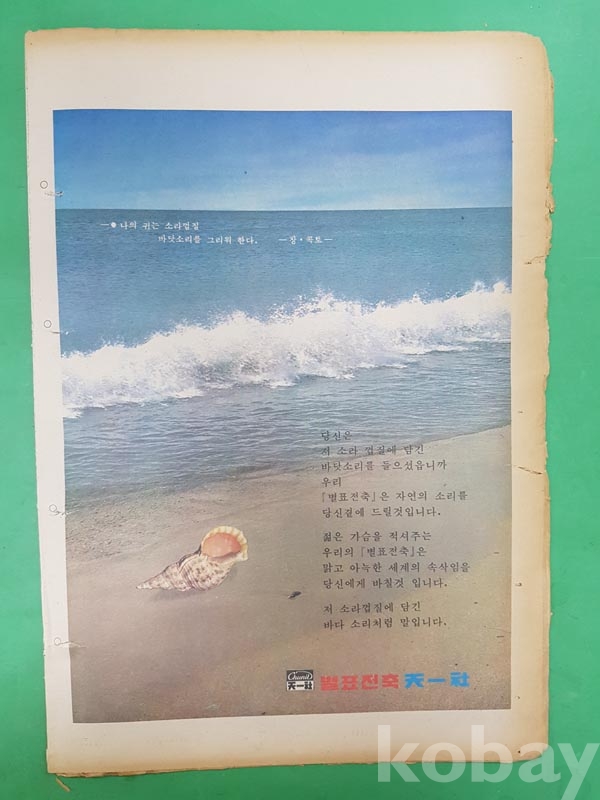 ―●나의 귀는 소라껍질
바닷소리를 그리워 한다. ―장·콕토―
당신은
저 소라 껍질에 담긴
바닷소리를 들으셨읍니까
우리
『별표전축』은 자연의 소리를
당신곁에 드릴것입니다.
젊은 가슴을 적셔주는
우리의 『별표전축』은
맑고 아늑한 세계의 속삭임을
당신에게 바칠것 입니다.
저 소라껍질에 담긴
바다 소리처럼 말입니다.
Chunil
天一社
별표전축 天一社
kobay